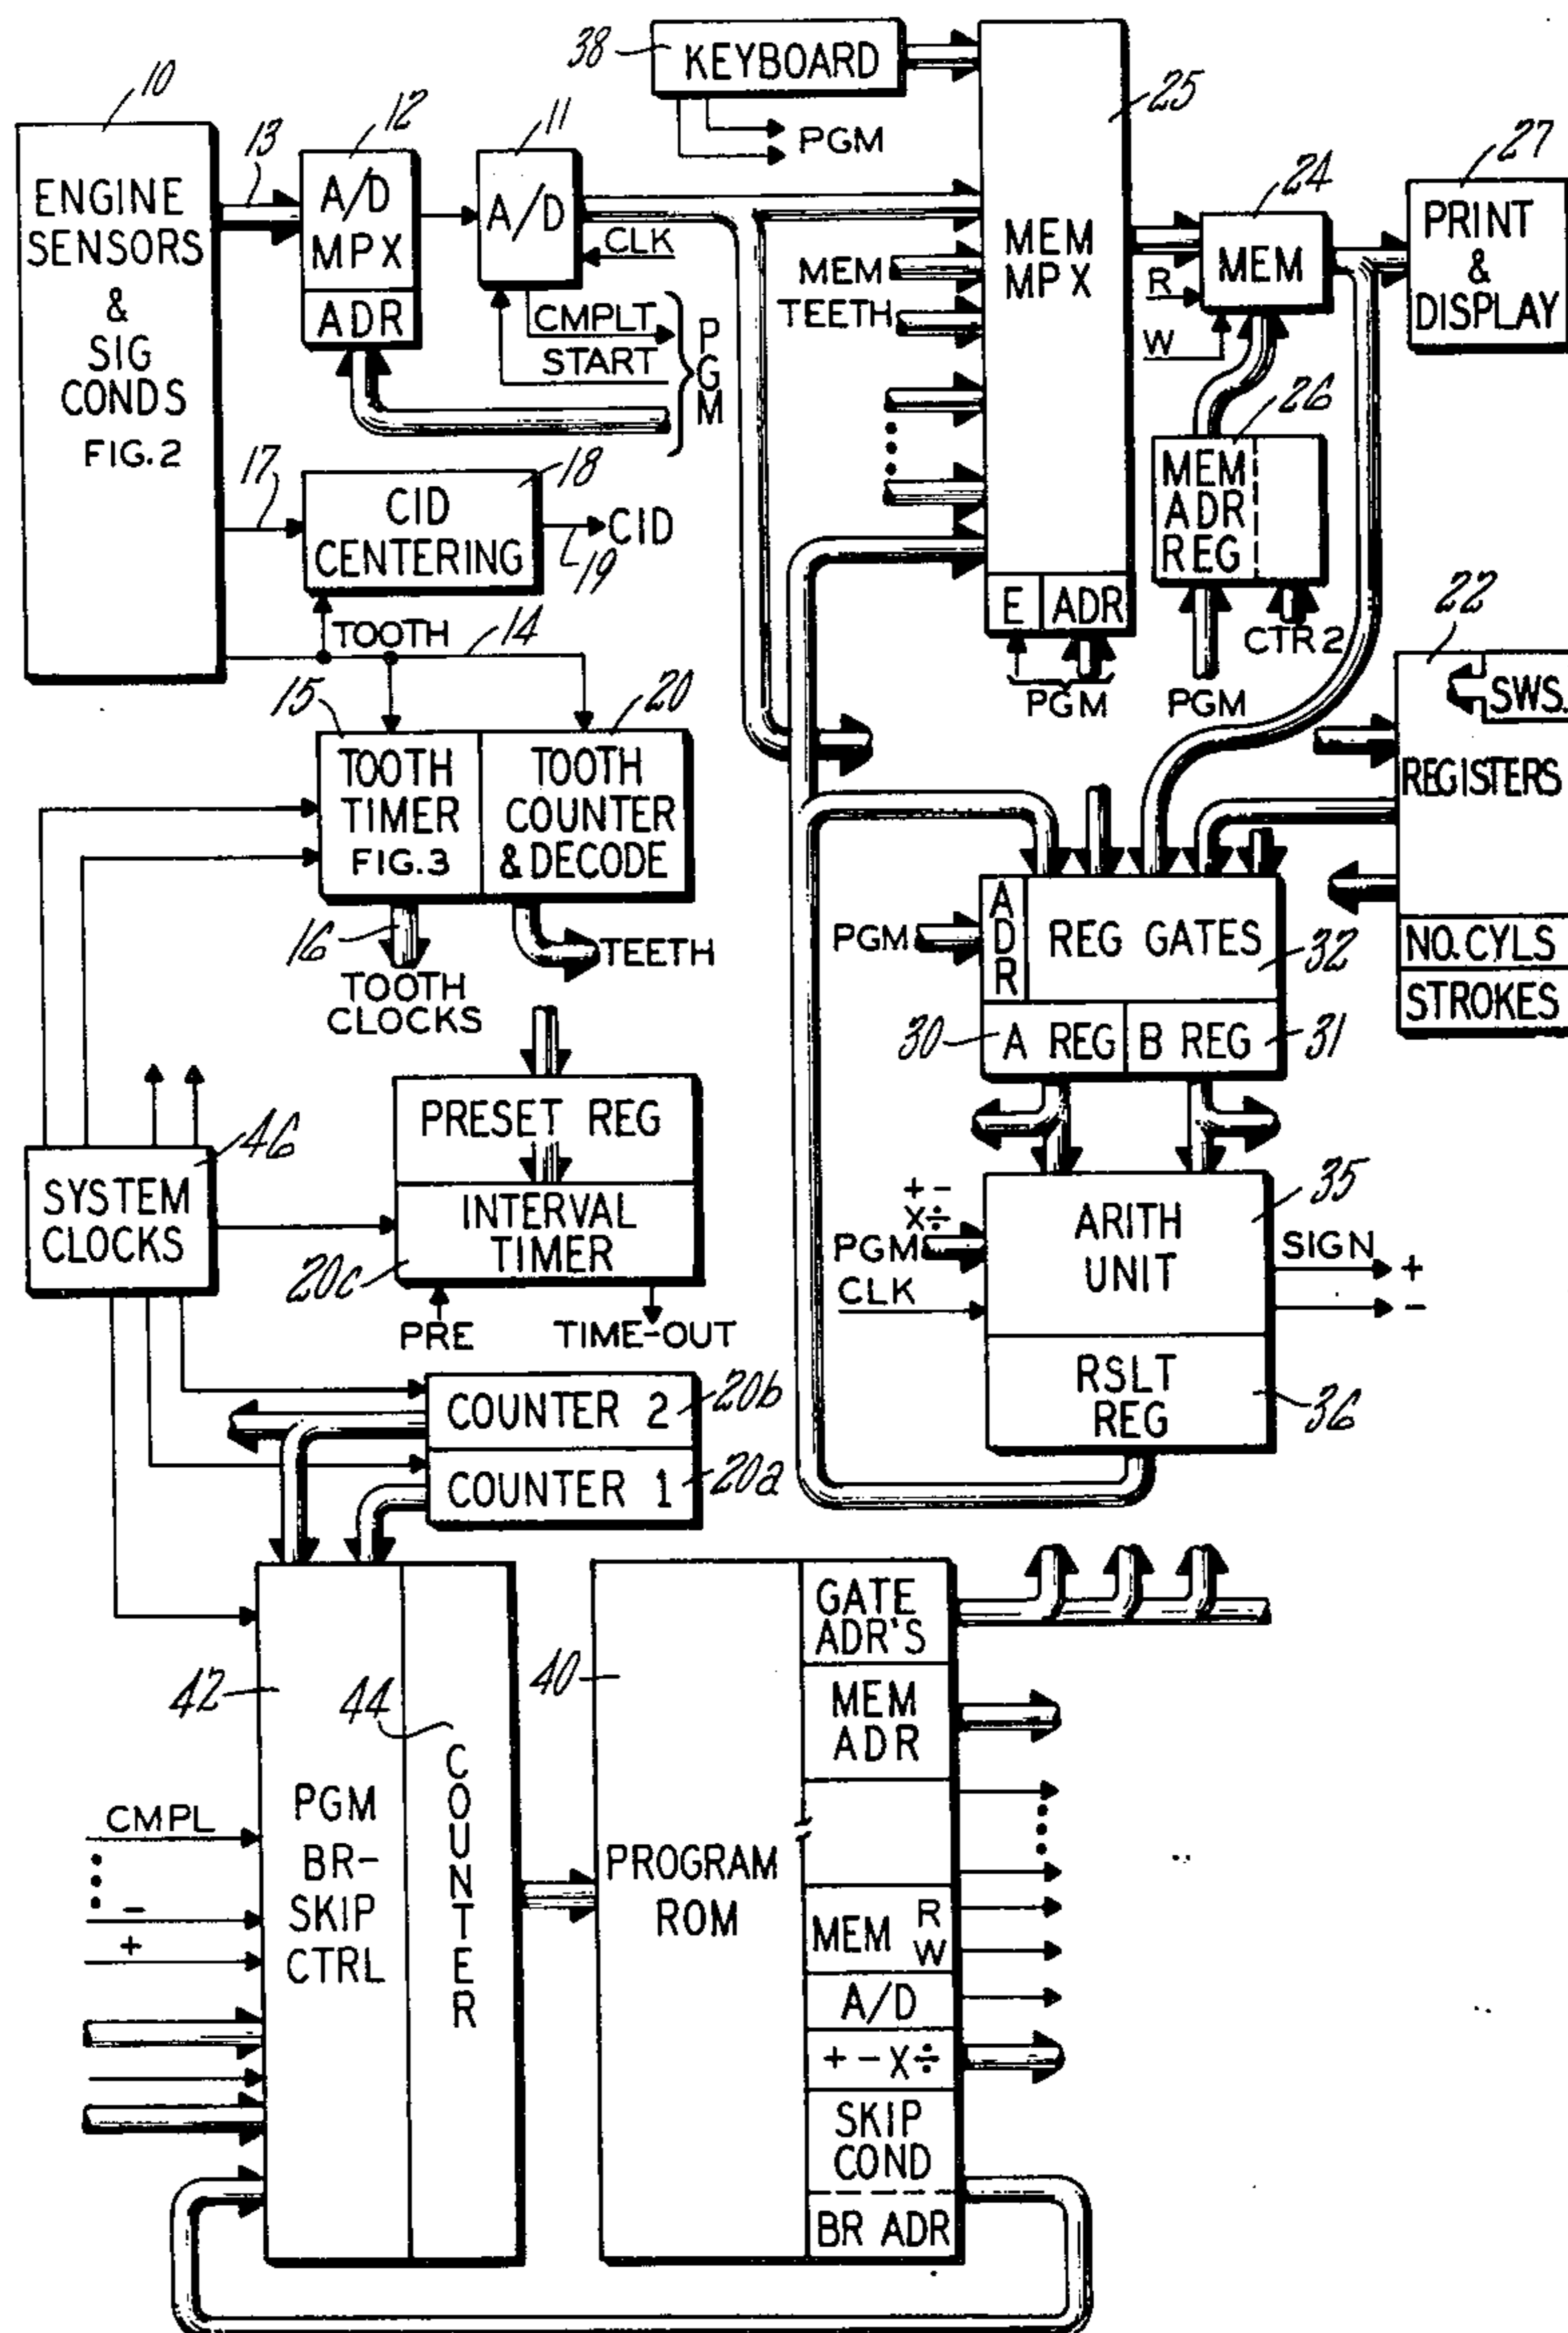 10
ENGINE
SENSORS
&
SIG
CONDS
FIG.2
13
12
A/D
MPX
ADR
11
A/D
CLK
CMPLT
START
PGM
38
KEYBOARD
PGM
25
MEM
MPX
E
ADR
PGM
MEM
TEETH
24
MEM
R
W
27
PRINT
&
DISPLAY
26
MEM
ADR
REG
PGM
CTR 2
17
18
CID
CENTERING
CID
19
TOOTH
14
15
TOOTH
TIMER
FIG.3
20
TOOTH
COUNTER
& DECODE
16
TOOTH
CLOCKS
TEETH
22
SWS.
REGISTERS
NO. CYLS
STROKES
PGM
ADR
REG GATES
32
30
A REG
B REG
31
46
SYSTEM
CLOCKS
PRESET REG
INTERVAL
TIMER
20c
PRE
TIME-OUT
+ -
X÷
PGM
CLK
35
ARITH
UNIT
SIGN
+
-
RSLT
REG
36
COUNTER 2
20b
COUNTER 1
20a
42
44
PGM
BR-
SKIP
CTRL
COUNTER
CMPL
-
+
40
PROGRAM
ROM
GATE
ADR'S
MEM
ADR
MEM
R
W
A/D
+ - X ÷
SKIP
COND
BR ADR